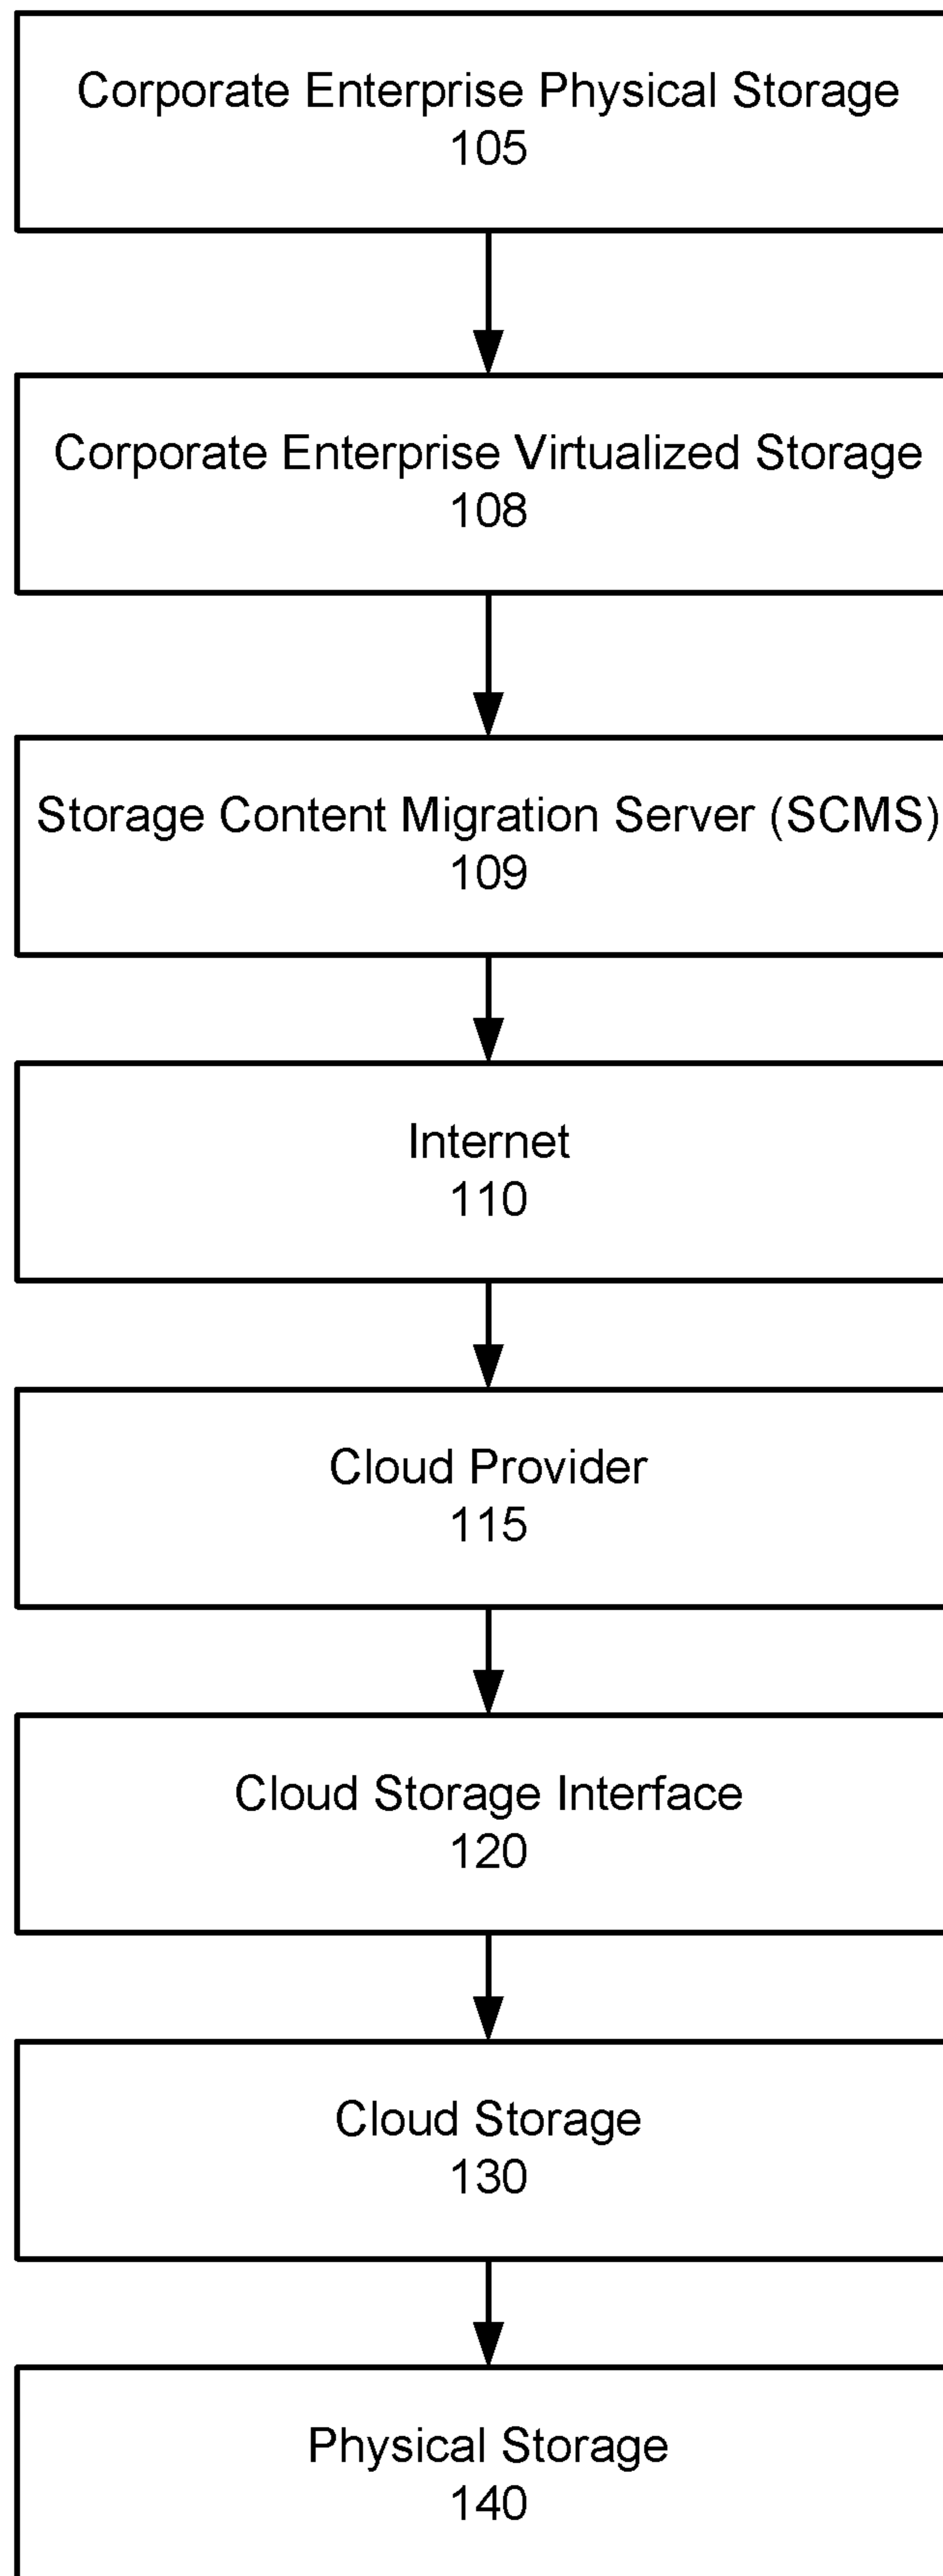 Corporate Enterprise Physical Storage
105
Corporate Enterprise Virtualized Storage
108
Storage Content Migration Server (SCMS)
109
Internet
110
Cloud Provider
115
Cloud Storage Interface
120
Cloud Storage
130
Physical Storage
140